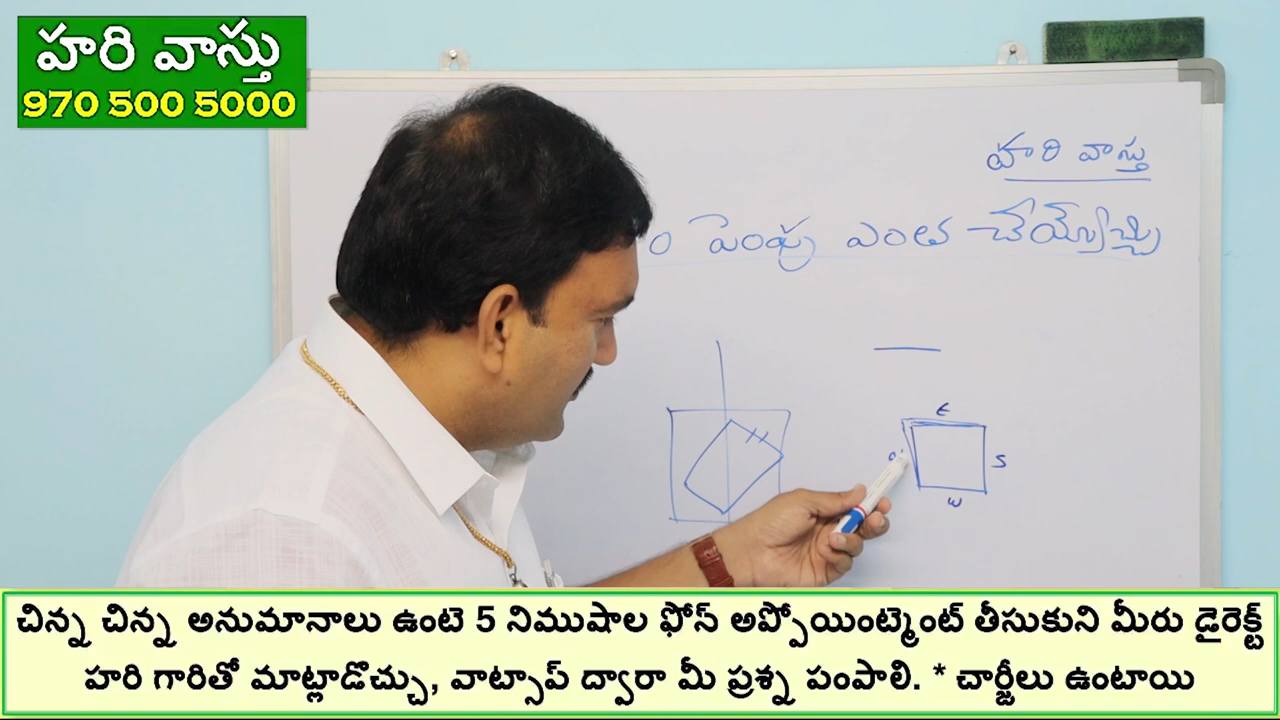 హరి వాస్తు
970 500 5000
హరి వాస్తు
పెంపు ఎంత చేయ్యొచ్చు
E
S
W
చిన్న చిన్న అనుమానాలు ఉంటె 5 నిముషాల ఫోన్ అప్పోయింట్మెంట్ తీసుకుని మీరు డైరెక్ట్
హరి గారితో మాట్లాడొచ్చు, వాట్సాప్ ద్వారా మీ ప్రశ్న పంపాలి. * చార్జీలు ఉంటాయి